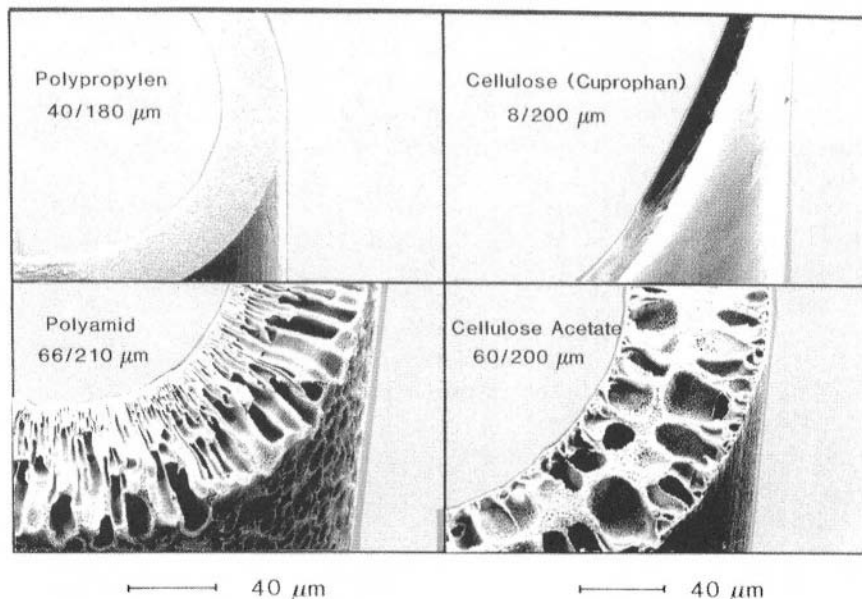 Polypropylen
40/180 μm
Cellulose (Cuprophan)
8/200 μm
Polyamid
66/210 μm
Cellulose Acetate
60/200 μm
40 μm
40 μm